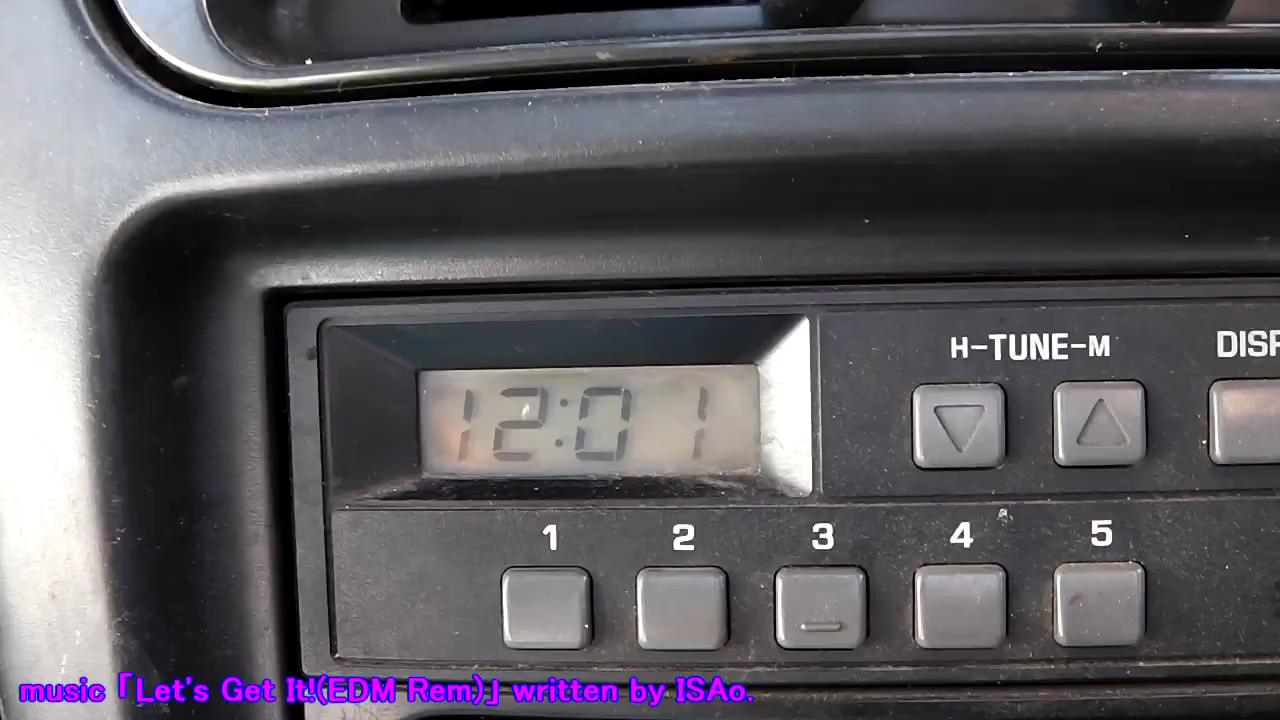 H-TUNE-M
DISP
12:01
1 2 3 4 5
music「Let's Get It!(EDM Rem)」written by ISAo.